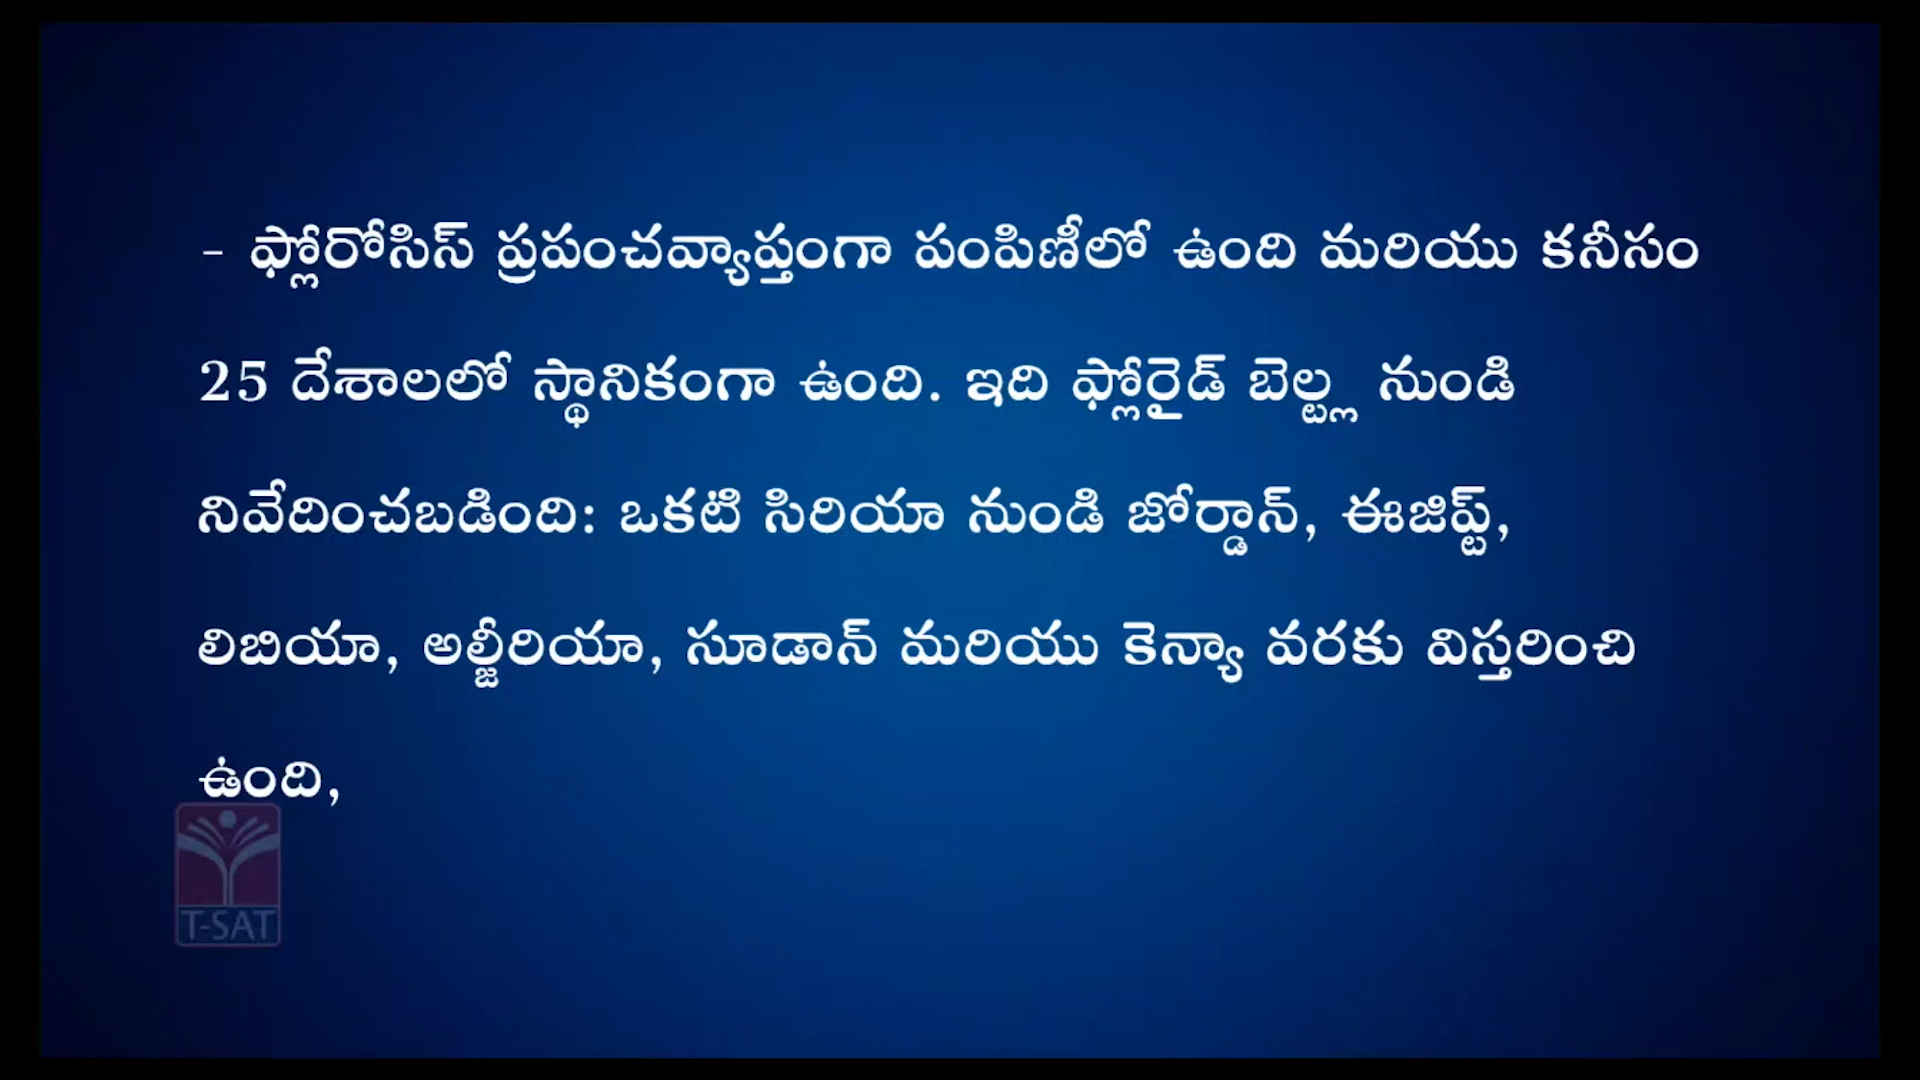 - ఫ్లోరోసిస్ ప్రపంచవ్యాప్తంగా పంపిణీలో ఉంది మరియు కనీసం
25 దేశాలలో స్థానికంగా ఉంది. ఇది ఫ్లోరైడ్ బెల్ట్ల నుండి
నివేదించబడింది: ఒకటి సిరియా నుండి జోర్డాన్, ఈజిప్ట్,
లిబియా, అల్జీరియా, సూడాన్ మరియు కెన్యా వరకు విస్తరించి
ఉంది,
T-SAT